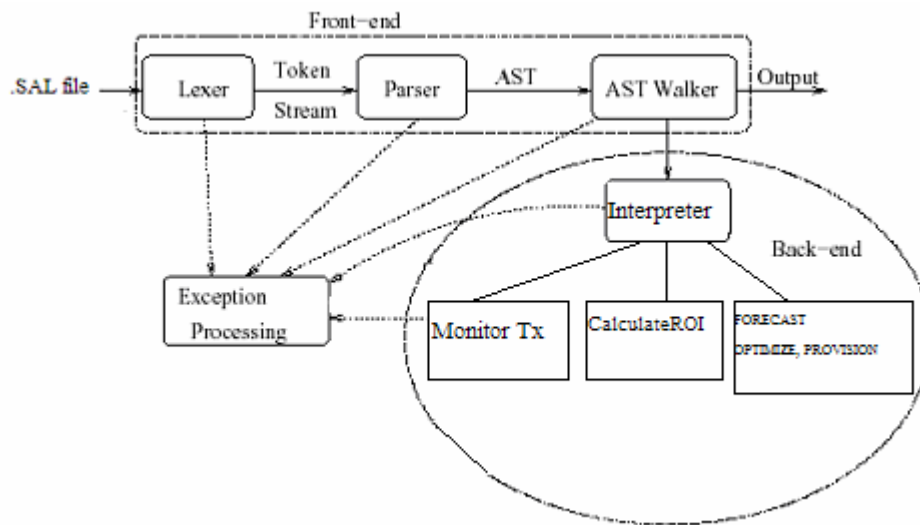 Front-end
.SAL file
Lexer
Token
Stream
Parser
AST
AST Walker
Output
Interpreter
Back-end
Exception
Processing
Monitor Tx
CalculateROI
FORECAST
OPTIMIZE, PROVISION